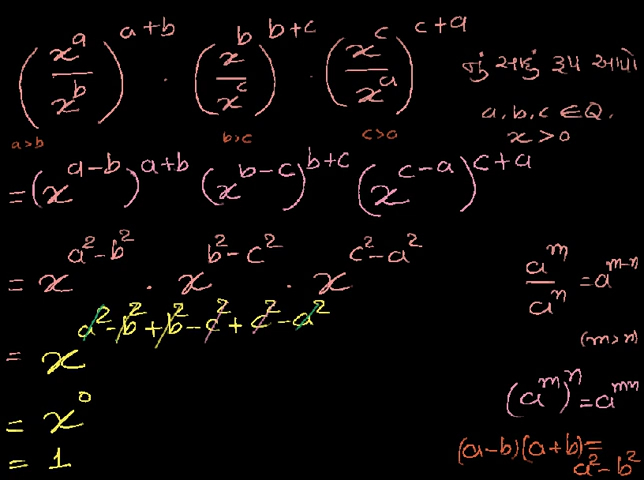 (x^a/x^b)^{a+b} · (x^b/x^c)^{b+c} · (x^c/x^a)^{c+a} નું સાદું રૂપ આપો
a, b, c ∈ Q.
x > 0
a>b b>c c>a
= (x^{a-b})^{a+b} (x^{b-c})^{b+c} (x^{c-a})^{c+a}
= x^{a²-b²} · x^{b²-c²} · x^{c²-a²}
a^m/a^n = a^{m-n}
(m>n)
= x^{a²-b²+b²-c²+c²-a²}
= x^0
(a^m)^n = a^{mn}
= 1
(a-b)(a+b) =
a²-b²